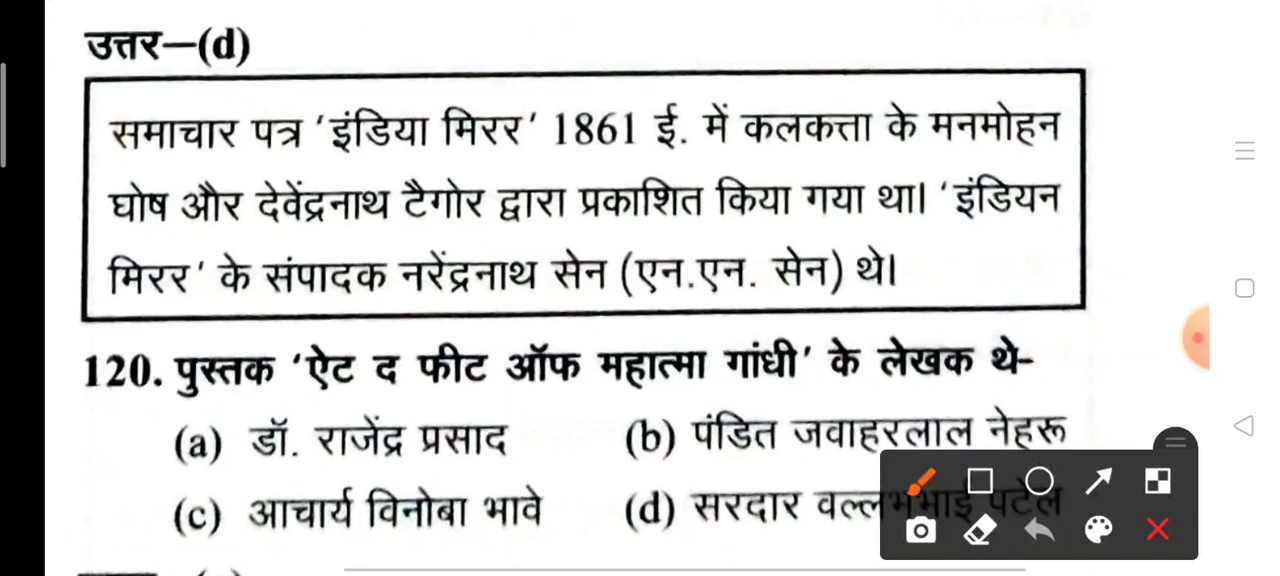 उत्तर–(d)
समाचार पत्र 'इंडिया मिरर' 1861 ई. में कलकत्ता के मनमोहन
घोष और देवेंद्रनाथ टैगोर द्वारा प्रकाशित किया गया था। 'इंडियन
मिरर' के संपादक नरेंद्रनाथ सेन (एन.एन. सेन) थे।
120. पुस्तक 'ऐट द फीट ऑफ महात्मा गांधी' के लेखक थे-
(a) डॉ. राजेंद्र प्रसाद (b) पंडित जवाहरलाल नेहरू
(c) आचार्य विनोबा भावे (d) सरदार वल्लभभाई पटेल